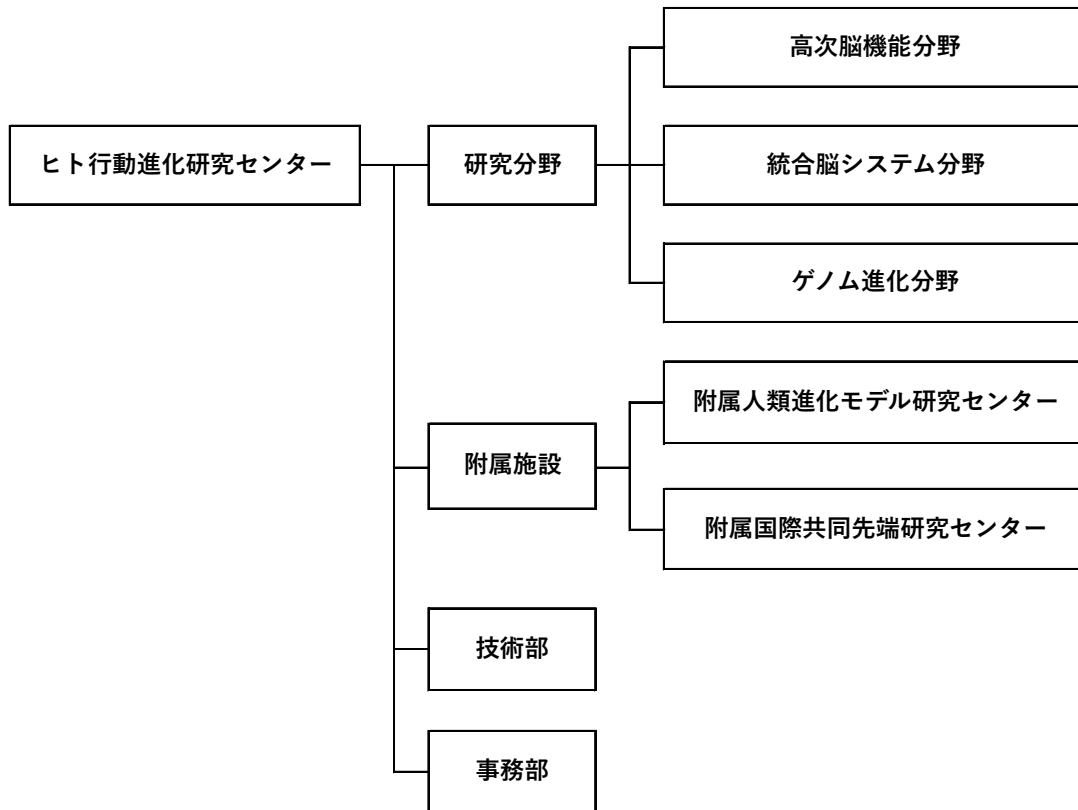 ヒト行動進化研究センター
研究分野
高次脳機能分野
統合脳システム分野
ゲノム進化分野
附属施設
附属人類進化モデル研究センター
附属国際共同先端研究センター
技術部
事務部